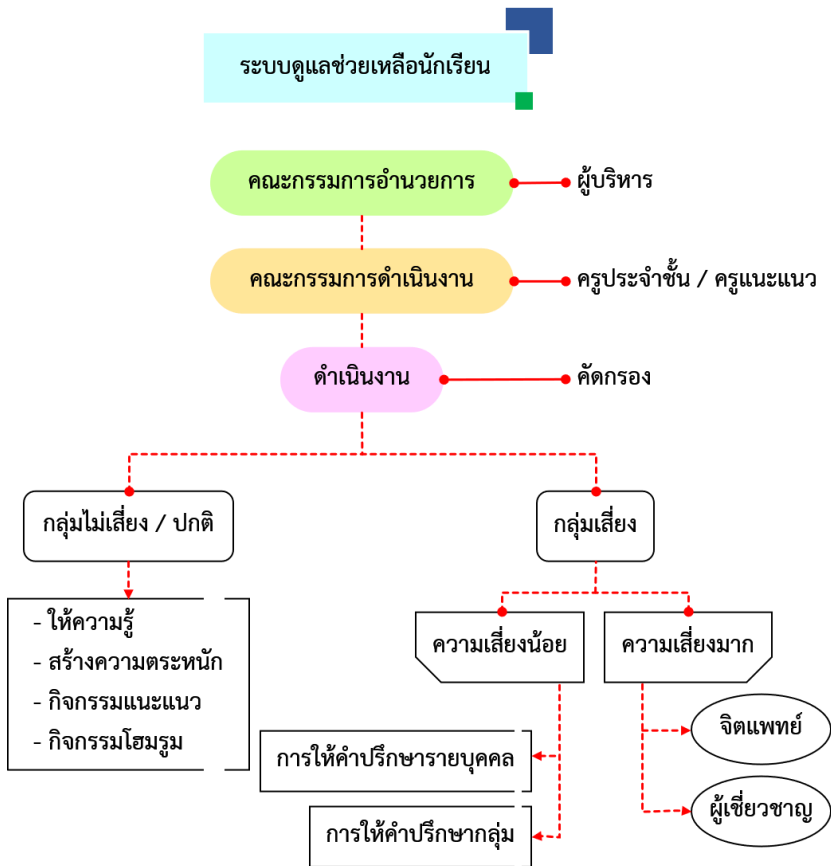 ระบบดูแลช่วยเหลือนักเรียน
คณะกรรมการอำนวยการ
ผู้บริหาร
คณะกรรมการดำเนินงาน
ครูประจำชั้น / ครูแนะแนว
ดำเนินงาน
คัดกรอง
กลุ่มไม่เสี่ยง / ปกติ
กลุ่มเสี่ยง
- ให้ความรู้
- สร้างความตระหนัก
- กิจกรรมแนะแนว
- กิจกรรมโฮมรูม
ความเสี่ยงน้อย
ความเสี่ยงมาก
การให้คำปรึกษารายบุคคล
การให้คำปรึกษากลุ่ม
จิตแพทย์
ผู้เชี่ยวชาญ